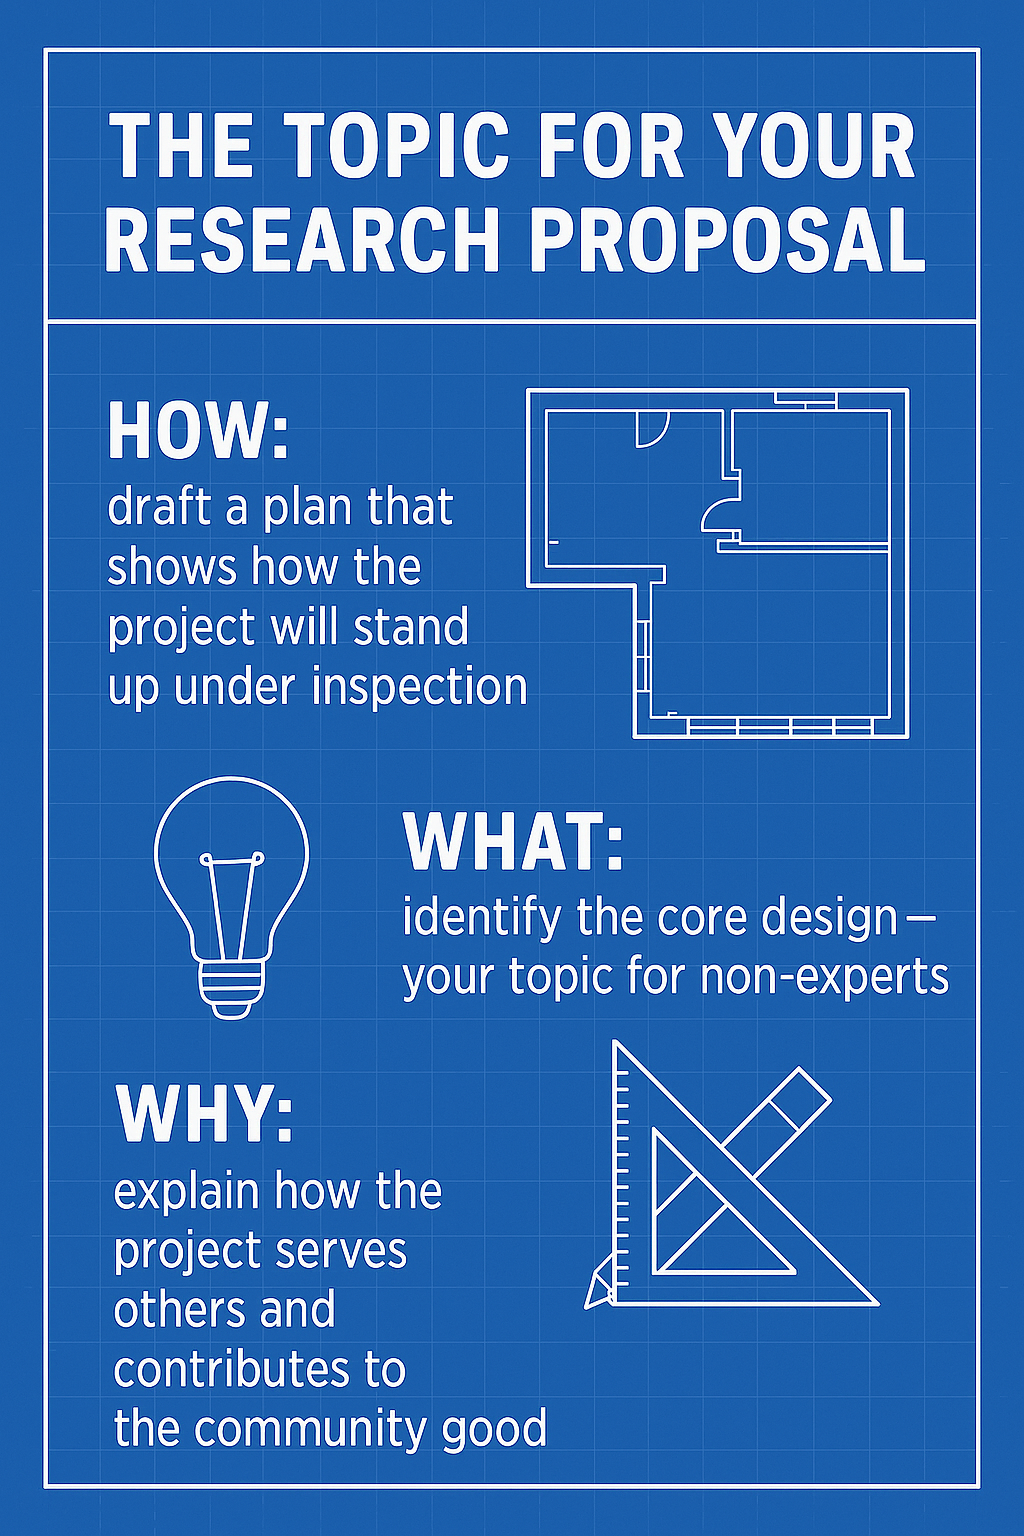 THE TOPIC FOR YOUR
RESEARCH PROPOSAL
HOW:
draft a plan that
shows how the
project will stand
up under inspection
WHAT:
identify the core design –
your topic for non-experts
WHY:
explain how the
project serves
others and
contributes to
the community good